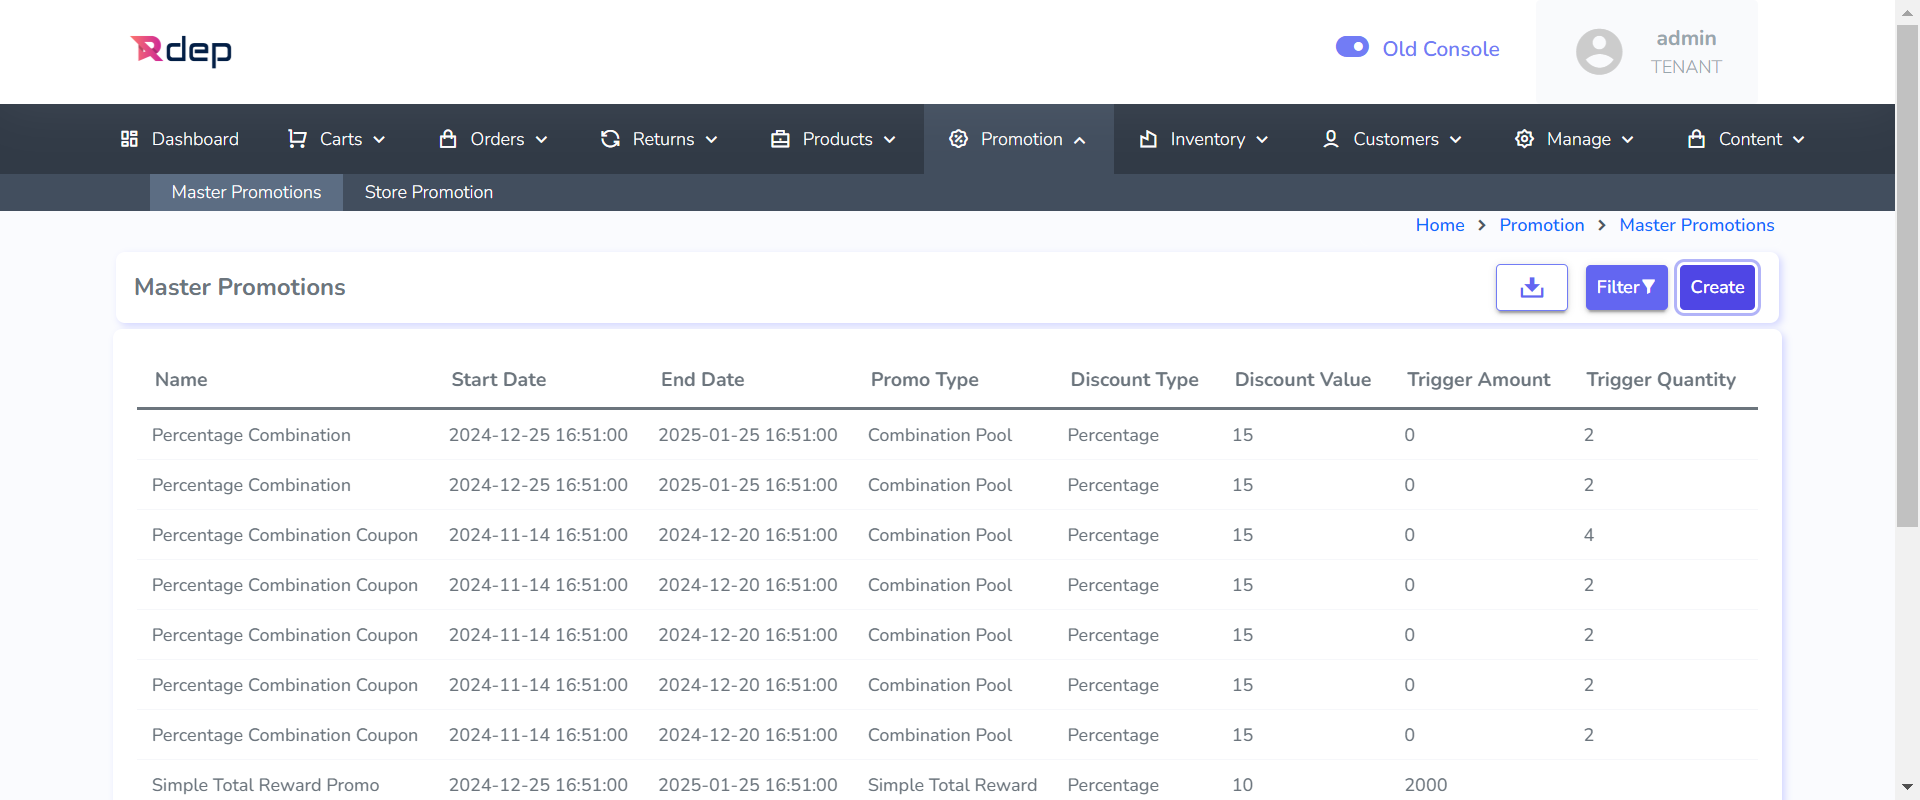 Rdep
Old Console
admin
TENANT
Dashboard Carts Orders Returns Products Promotion Inventory Customers Manage Content
Master Promotions Store Promotion
Home > Promotion > Master Promotions
Master Promotions
Filter Create
Name Start Date End Date Promo Type Discount Type Discount Value Trigger Amount Trigger Quantity
Percentage Combination 2024-12-25 16:51:00 2025-01-25 16:51:00 Combination Pool Percentage 15 0 2
Percentage Combination 2024-12-25 16:51:00 2025-01-25 16:51:00 Combination Pool Percentage 15 0 2
Percentage Combination Coupon 2024-11-14 16:51:00 2024-12-20 16:51:00 Combination Pool Percentage 15 0 4
Percentage Combination Coupon 2024-11-14 16:51:00 2024-12-20 16:51:00 Combination Pool Percentage 15 0 2
Percentage Combination Coupon 2024-11-14 16:51:00 2024-12-20 16:51:00 Combination Pool Percentage 15 0 2
Percentage Combination Coupon 2024-11-14 16:51:00 2024-12-20 16:51:00 Combination Pool Percentage 15 0 2
Percentage Combination Coupon 2024-11-14 16:51:00 2024-12-20 16:51:00 Combination Pool Percentage 15 0 2
Simple Total Reward Promo 2024-12-25 16:51:00 2025-01-25 16:51:00 Simple Total Reward Percentage 10 2000